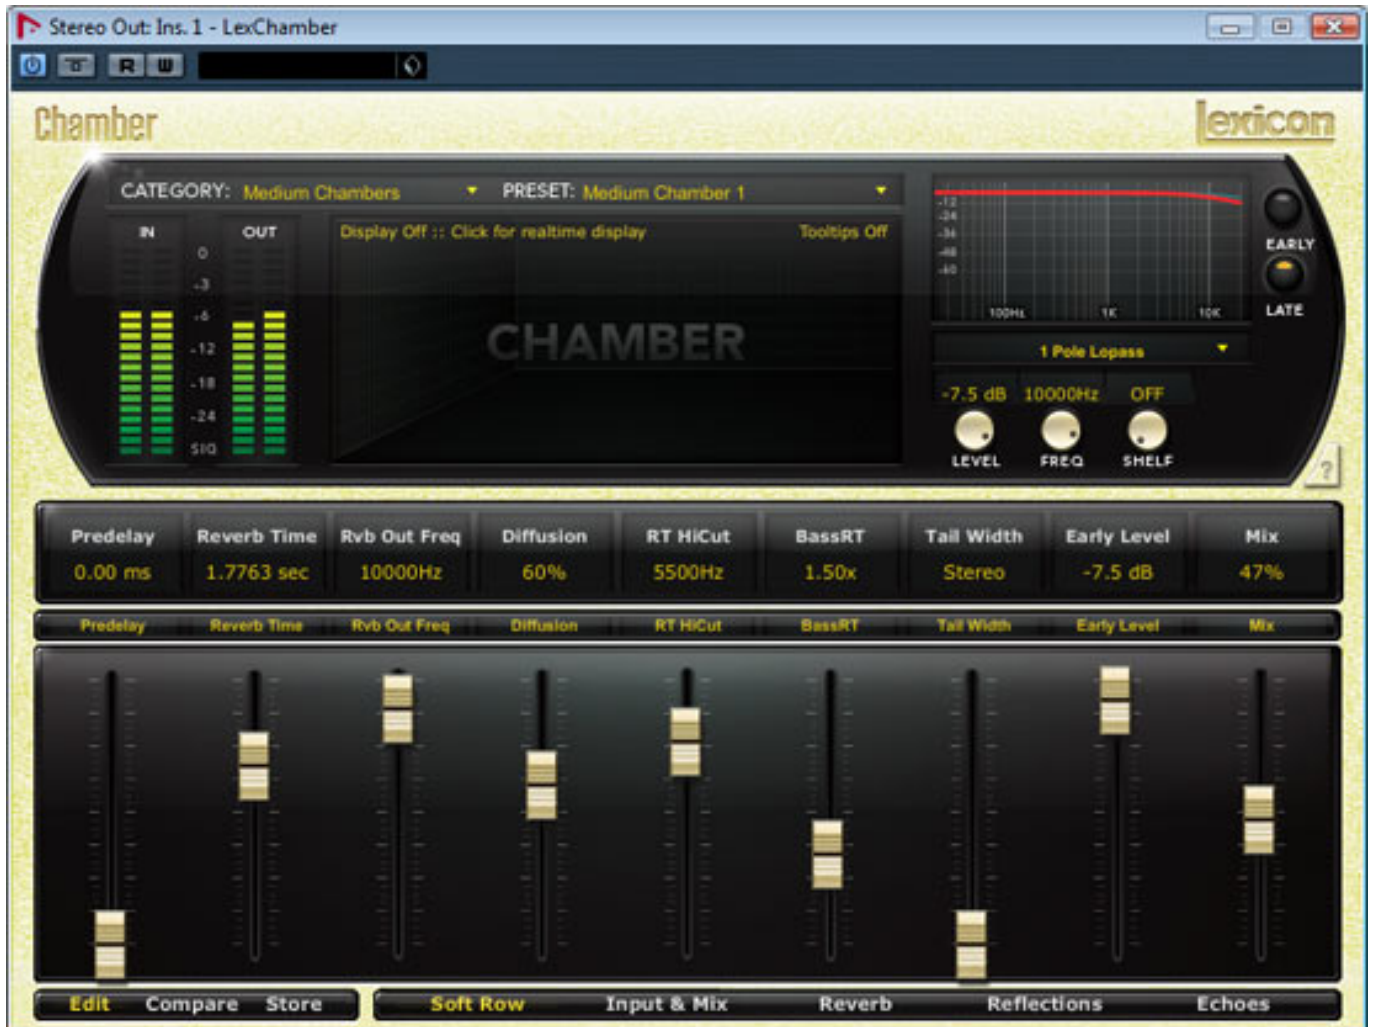 Stereo Out: Ins. 1 - LexChamber
R W
Chamber
lexicon
CATEGORY: Medium Chambers PRESET: Medium Chamber 1
IN OUT
0
-3
-6
-12
-18
-24
SIG
Display Off :: Click for realtime display Tooltips Off
CHAMBER
-12
-24
-36
-48
-60
100Hz 1K 10K
EARLY
LATE
1 Pole Lopass
-7.5 dB 10000Hz OFF
LEVEL FREQ SHELF
?
Predelay Reverb Time Rvb Out Freq Diffusion RT HiCut BassRT Tail Width Early Level Mix
0.00 ms 1.7763 sec 10000Hz 60% 5500Hz 1.50x Stereo -7.5 dB 47%
Predelay Reverb Time Rvb Out Freq Diffusion RT HiCut BassRT Tail Width Early Level Mix
Edit Compare Store Soft Row Input & Mix Reverb Reflections Echoes